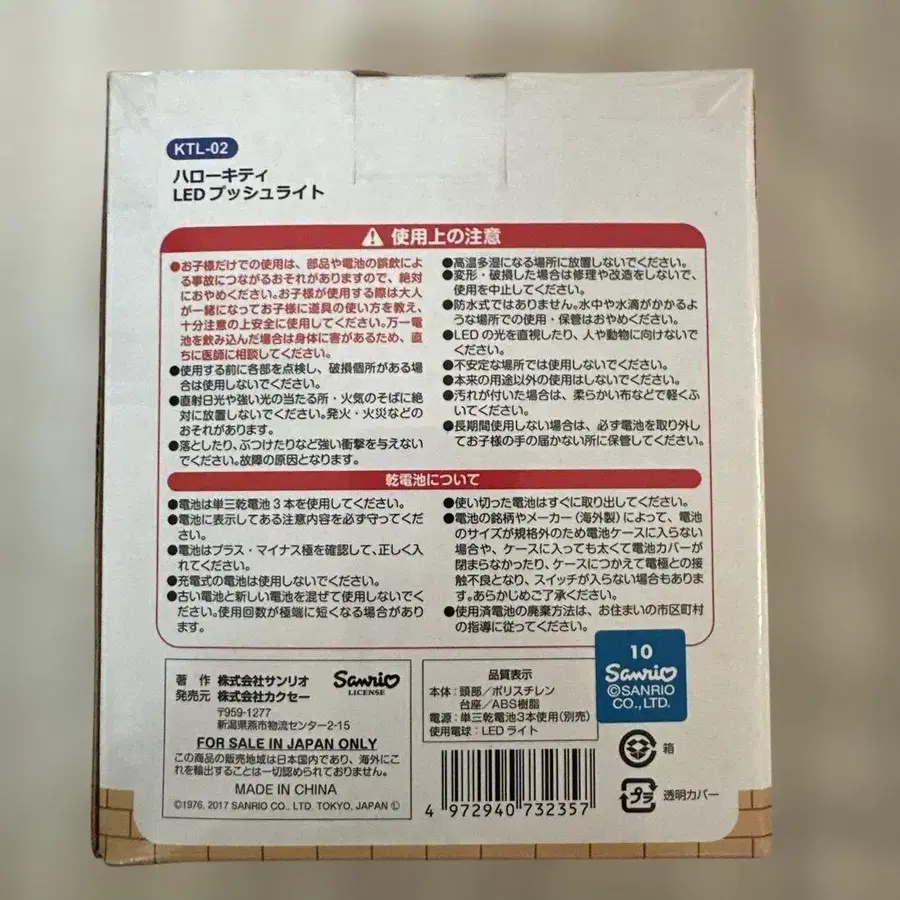 KTL-02
ハローキティ
LED プッシュライト
使用上の注意
●お子様だけでの使用は、部品や電池の誤飲によ
る事故につながるおそれがありますので、絶対
におやめください。お子様が使用する際は大人
が一緒になってお子様に道具の使い方を教え、
十分注意の上安全に使用してください。万一電
池を飲み込んだ場合は身体に害があるため、直
ちに医師に相談してください。
●使用する前に各部を点検し、破損個所がある場
合は使用しないでください。
●直射日光や強い光の当たる所・火気のそばに絶
対に放置しないでください。発火・火災などの
おそれがあります。
●落としたり、ぶつけたりなど強い衝撃を与えない
でください。故障の原因となります。
●高温多湿になる場所に放置しないでください。
●変形・破損した場合は修理や改造をしないで、
使用を中止してください。
●防水式ではありません。水中や水滴がかかるよ
うな場所での使用・保管はおやめください。
●LEDの光を直視したり、人や動物に向けないで
ください。
●不安定な場所では使用しないでください。
●本来の用途以外の使用はしないでください。
●汚れが付いた場合は、柔らかい布などで軽くふ
いてください。
●長期間使用しない場合は、必ず電池を取り外し
てお子様の手の届かない所に保管してください。
乾電池について
●電池は単三乾電池3本を使用してください。
●電池に表示してある注意内容を必ず守ってくだ
さい。
●電池はプラス・マイナス極を確認して、正しく入
れてください。
●充電式の電池は使用しないでください。
●古い電池と新しい電池を混ぜて使用しないでく
ださい。使用回数が極端に短くなる場合があり
ます。
●使い切った電池はすぐに取り出してください。
●電池の銘柄やメーカー(海外製)によって、電池
のサイズが規格外のため電池ケースに入らない
場合や、ケースに入っても太くて電池カバーが
閉まらなかったり、ケースにつかえて電極との接
触不良となり、スイッチが入らない場合もありま
す。あらかじめご了承ください。
●使用済電池の廃棄方法は、お住まいの市区町村
の指導に従ってください。
著 作 株式会社サンリオ
発売元 株式会社カクセー
〒959-1277
新潟県燕市物流センター2-15
Sanrio
LICENSE
FOR SALE IN JAPAN ONLY
この商品の販売地域は日本国内であり、海外にこ
れを輸出することは一切認められておりません。
MADE IN CHINA
©1976, 2017 SANRIO CO., LTD. TOKYO, JAPAN Ⓛ
品質表示
本体:頭部/ポリスチレン
台座/ABS樹脂
電源:単三乾電池3本使用(別売)
使用電球:LEDライト
4 972940 732357
10
Sanrio
©SANRIO
CO., LTD.
箱
プラ
透明カバー